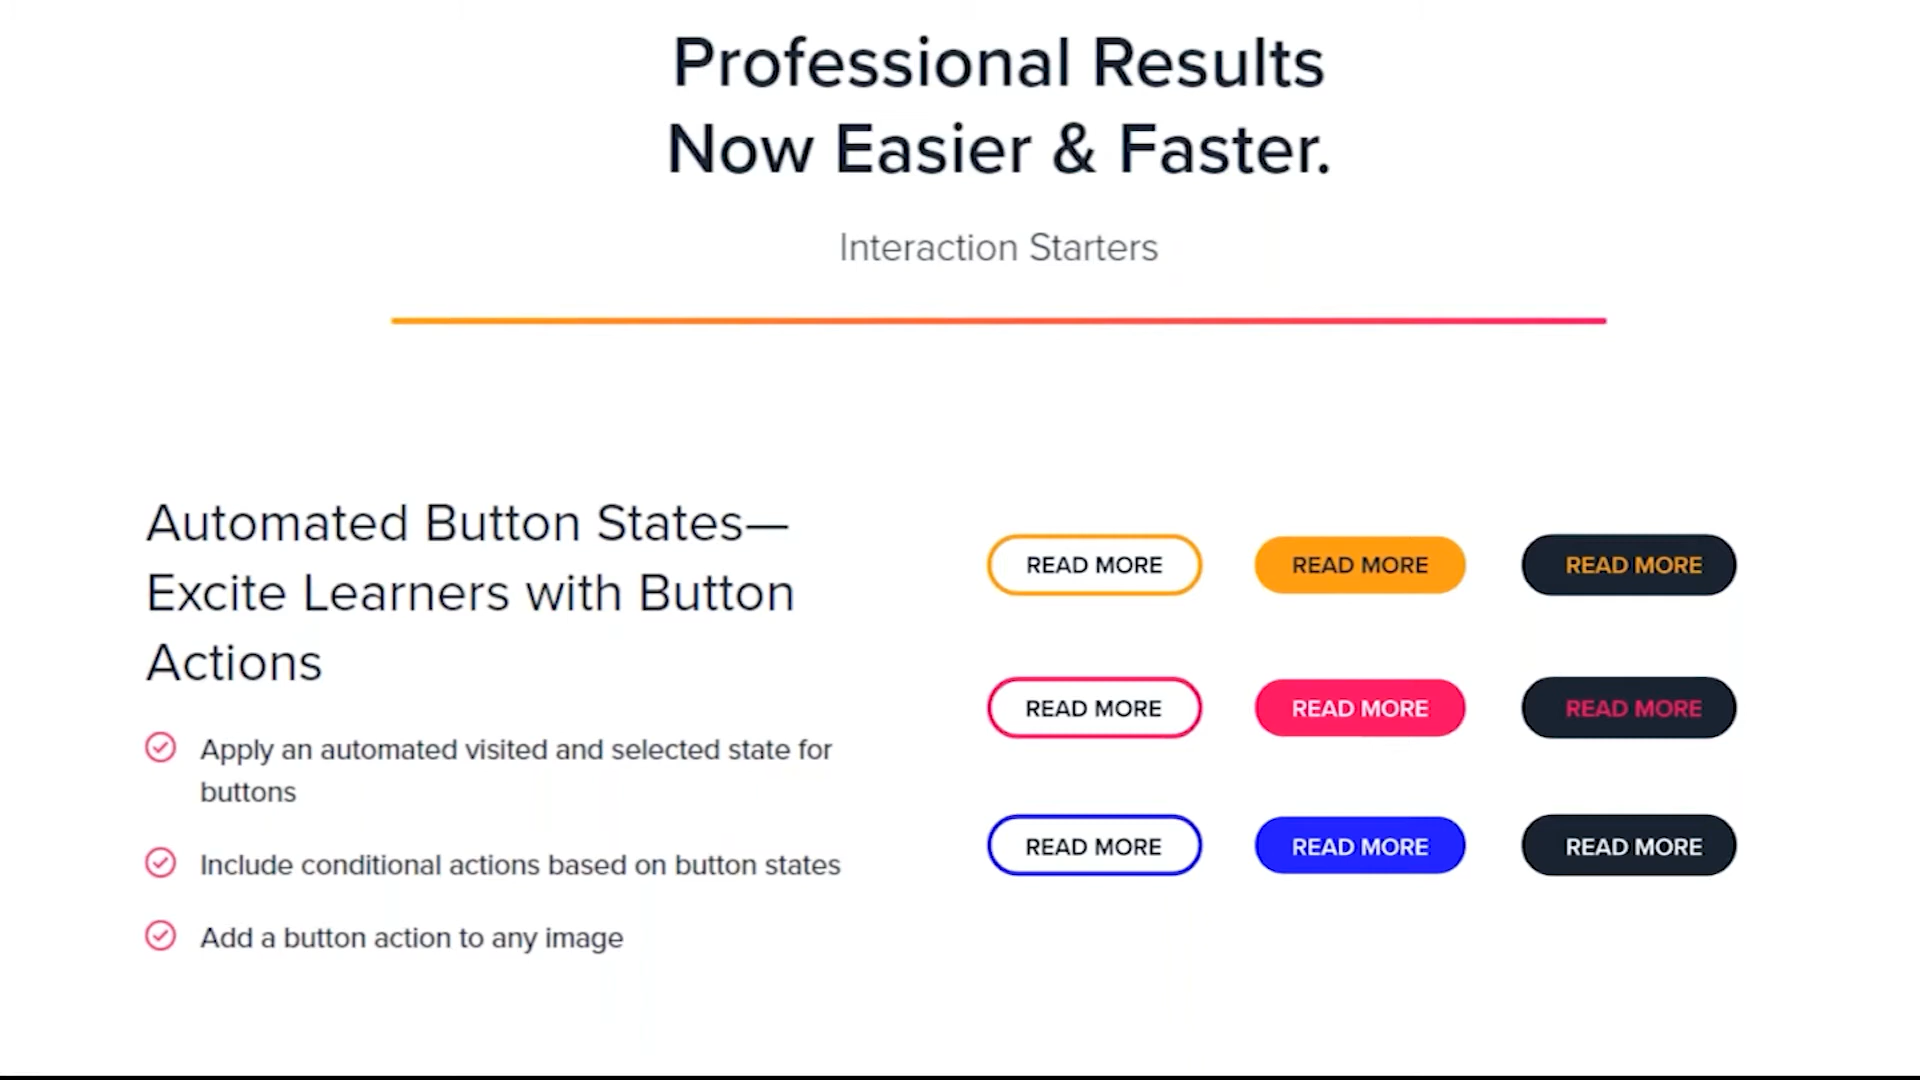 Professional Results
Now Easier & Faster.
Interaction Starters
Automated Button States—
Excite Learners with Button
Actions
Apply an automated visited and selected state for
buttons
Include conditional actions based on button states
Add a button action to any image
READ MORE READ MORE READ MORE
READ MORE READ MORE READ MORE
READ MORE READ MORE READ MORE